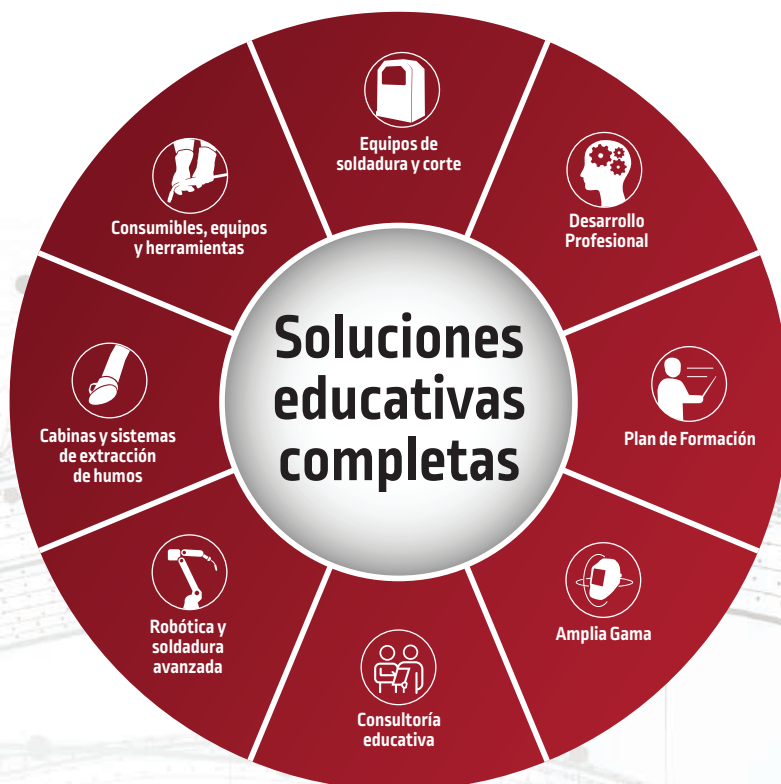 Equipos de
soldadura y corte
Desarrollo
Profesional
Plan de Formación
Amplia Gama
Consultoría
educativa
Robótica y
soldadura
avanzada
Cabinas y sistemas
de extracción
de humos
Consumibles, equipos
y herramientas
Soluciones
educativas
completas